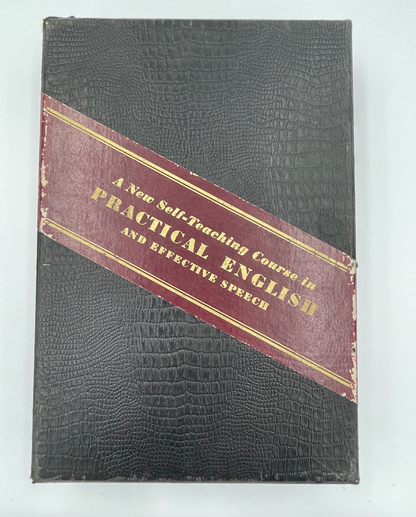 A New Self-Teaching Course in
PRACTICAL ENGLISH
AND EFFECTIVE SPEECH